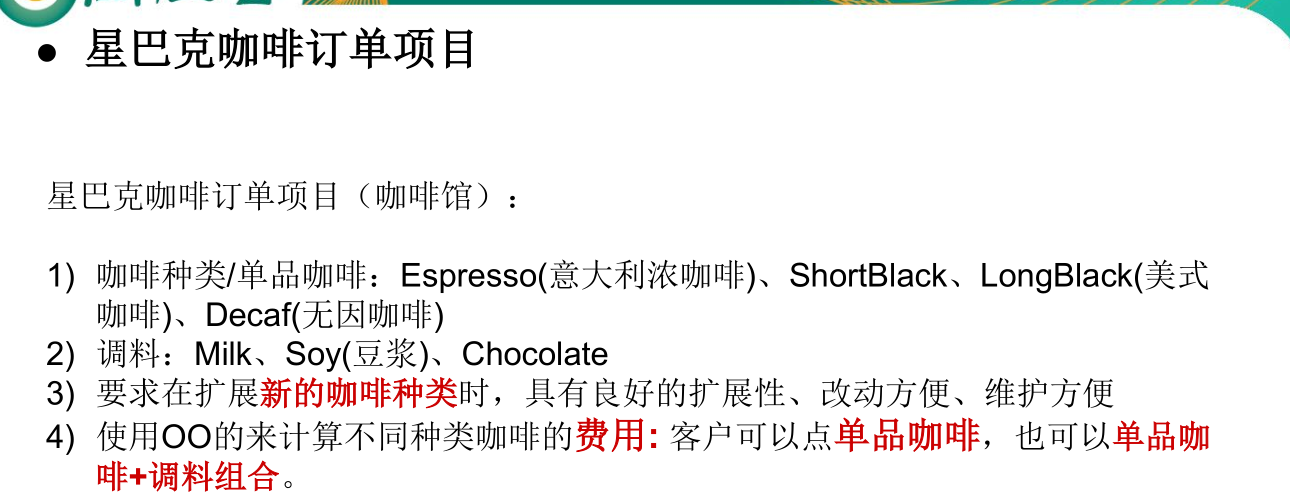 ● 星巴克咖啡订单项目
星巴克咖啡订单项目（咖啡馆）：
1) 咖啡种类/单品咖啡：Espresso(意大利浓咖啡)、ShortBlack、LongBlack(美式
咖啡)、Decaf(无因咖啡)
2) 调料：Milk、Soy(豆浆)、Chocolate
3) 要求在扩展新的咖啡种类时，具有良好的扩展性、改动方便、维护方便
4) 使用OO的来计算不同种类咖啡的费用: 客户可以点单品咖啡，也可以单品咖
啡+调料组合。